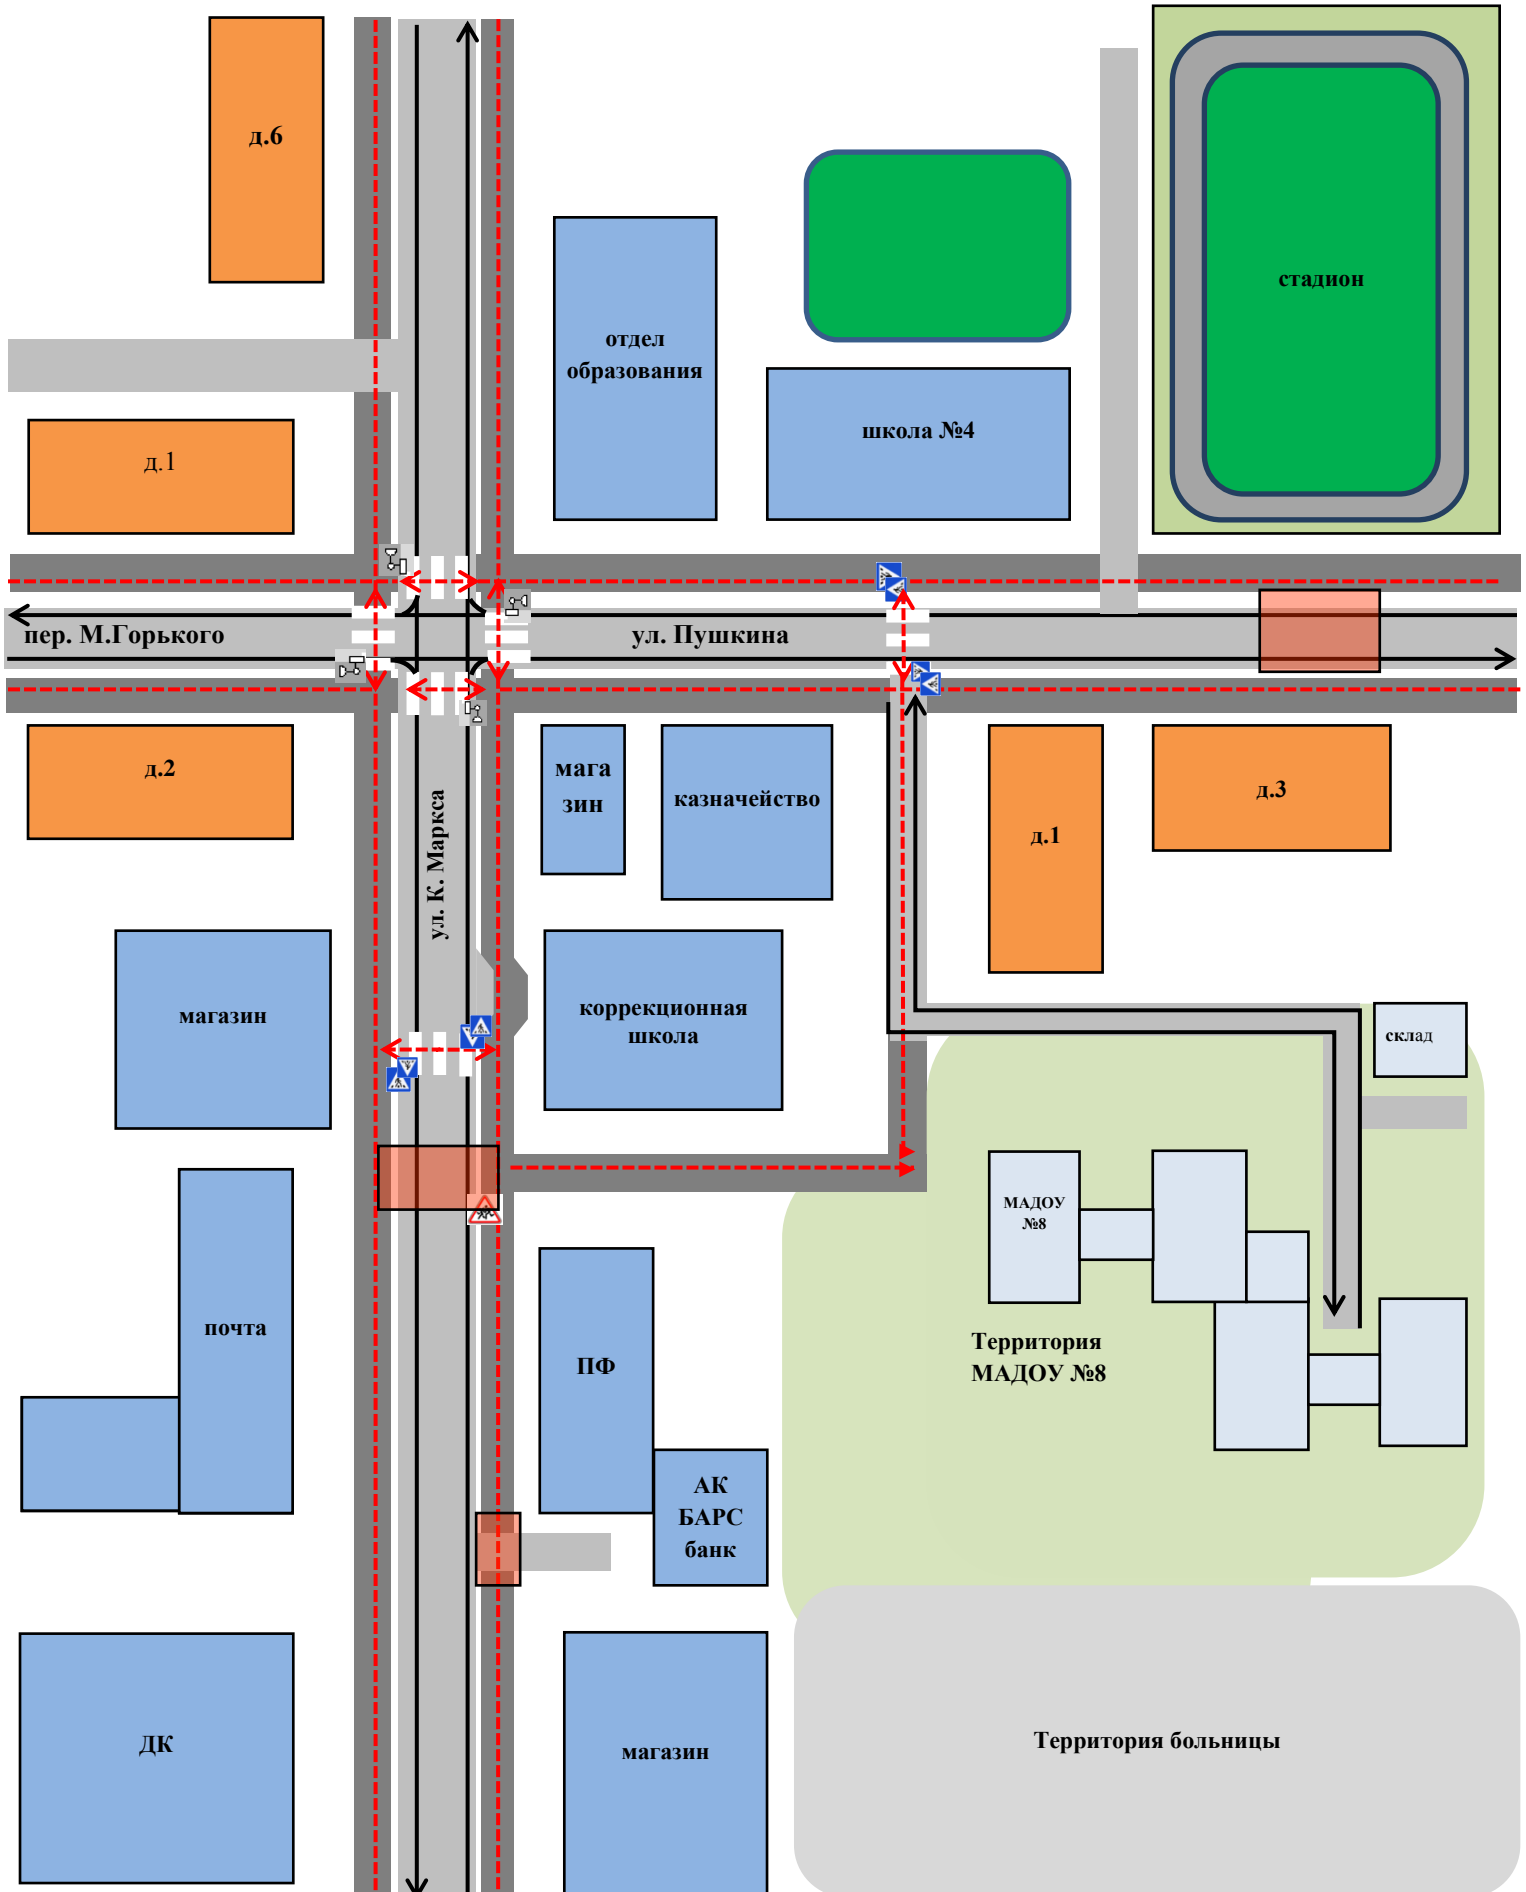 д.6
стадион
отдел
образования
школа №4
д.1
пер. М.Горького
ул. Пушкина
д.2
мага
зин
казначейство
д.3
д.1
ул. К. Маркса
магазин
коррекционная
школа
склад
МАДОУ
№8
почта
ПФ
Территория
МАДОУ №8
АК
БАРС
банк
ДК
магазин
Территория больницы